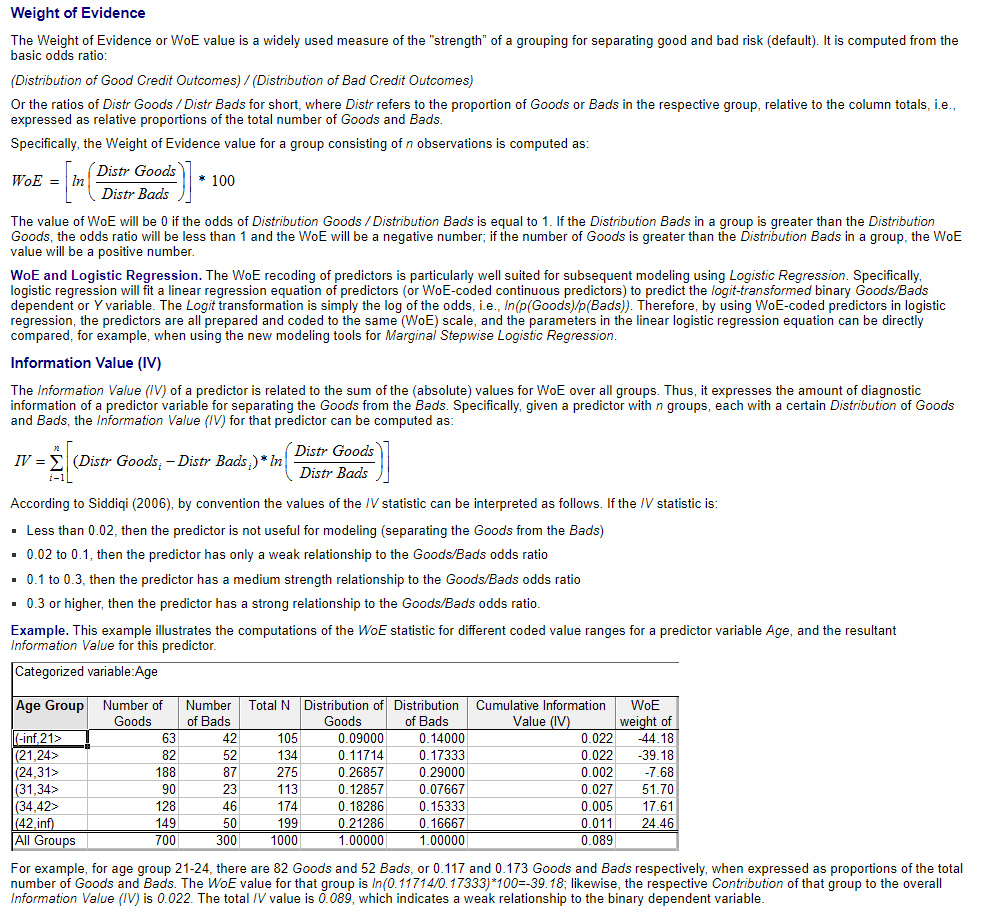 Weight of Evidence
The Weight of Evidence or WoE value is a widely used measure of the "strength” of a grouping for separating good and bad risk (default). It is computed from the
basic odds ratio:
(Distribution of Good Credit Outcomes) / (Distribution of Bad Credit Outcomes)
Or the ratios of Distr Goods / Distr Bads for short, where Distr refers to the proportion of Goods or Bads in the respective group, relative to the column totals, i.e.,
expressed as relative proportions of the total number of Goods and Bads.
Specifically, the Weight of Evidence value for a group consisting of n observations is computed as:
WoE = [ln(Distr Goods / Distr Bads)] * 100
The value of WoE will be 0 if the odds of Distribution Goods / Distribution Bads is equal to 1. If the Distribution Bads in a group is greater than the Distribution
Goods, the odds ratio will be less than 1 and the WoE will be a negative number; if the number of Goods is greater than the Distribution Bads in a group, the WoE
value will be a positive number.
WoE and Logistic Regression. The WoE recoding of predictors is particularly well suited for subsequent modeling using Logistic Regression. Specifically,
logistic regression will fit a linear regression equation of predictors (or WoE-coded continuous predictors) to predict the logit-transformed binary Goods/Bads
dependent or Y variable. The Logit transformation is simply the log of the odds, i.e., ln(p(Goods)/p(Bads)). Therefore, by using WoE-coded predictors in logistic
regression, the predictors are all prepared and coded to the same (WoE) scale, and the parameters in the linear logistic regression equation can be directly
compared, for example, when using the new modeling tools for Marginal Stepwise Logistic Regression.
Information Value (IV)
The Information Value (IV) of a predictor is related to the sum of the (absolute) values for WoE over all groups. Thus, it expresses the amount of diagnostic
information of a predictor variable for separating the Goods from the Bads. Specifically, given a predictor with n groups, each with a certain Distribution of Goods
and Bads, the Information Value (IV) for that predictor can be computed as:
IV = Σ i=1 n [(Distr Goods i − Distr Bads i) * ln(Distr Goods / Distr Bads)]
According to Siddiqi (2006), by convention the values of the IV statistic can be interpreted as follows. If the IV statistic is:
▪ Less than 0.02, then the predictor is not useful for modeling (separating the Goods from the Bads)
▪ 0.02 to 0.1, then the predictor has only a weak relationship to the Goods/Bads odds ratio
▪ 0.1 to 0.3, then the predictor has a medium strength relationship to the Goods/Bads odds ratio
▪ 0.3 or higher, then the predictor has a strong relationship to the Goods/Bads odds ratio.
Example. This example illustrates the computations of the WoE statistic for different coded value ranges for a predictor variable Age, and the resultant
Information Value for this predictor.
Categorized variable:Age
Age Group Number of Goods Number of Bads Total N Distribution of Goods Distribution of Bads Cumulative Information Value (IV) WoE weight of
(-inf,21> 63 42 105 0.09000 0.14000 0.022 -44.18
(21,24> 82 52 134 0.11714 0.17333 0.022 -39.18
(24,31> 188 87 275 0.26857 0.29000 0.002 -7.68
(31,34> 90 23 113 0.12857 0.07667 0.027 51.70
(34,42> 128 46 174 0.18286 0.15333 0.005 17.61
(42,inf) 149 50 199 0.21286 0.16667 0.011 24.46
All Groups 700 300 1000 1.00000 1.00000 0.089
For example, for age group 21-24, there are 82 Goods and 52 Bads, or 0.117 and 0.173 Goods and Bads respectively, when expressed as proportions of the total
number of Goods and Bads. The WoE value for that group is ln(0.11714/0.17333)*100=-39.18; likewise, the respective Contribution of that group to the overall
Information Value (IV) is 0.022. The total IV value is 0.089, which indicates a weak relationship to the binary dependent variable.